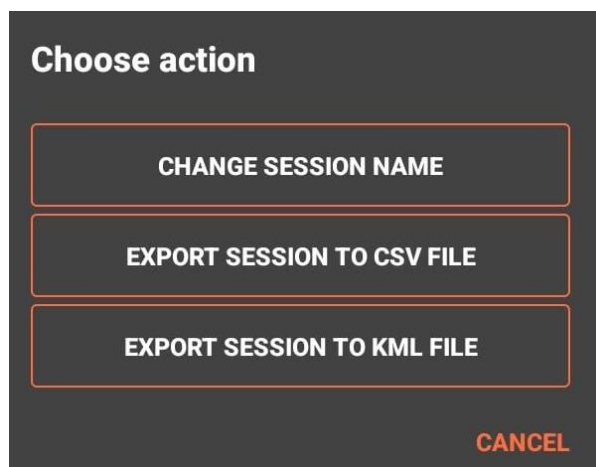 Choose action
CHANGE SESSION NAME
EXPORT SESSION TO CSV FILE
EXPORT SESSION TO KML FILE
CANCEL